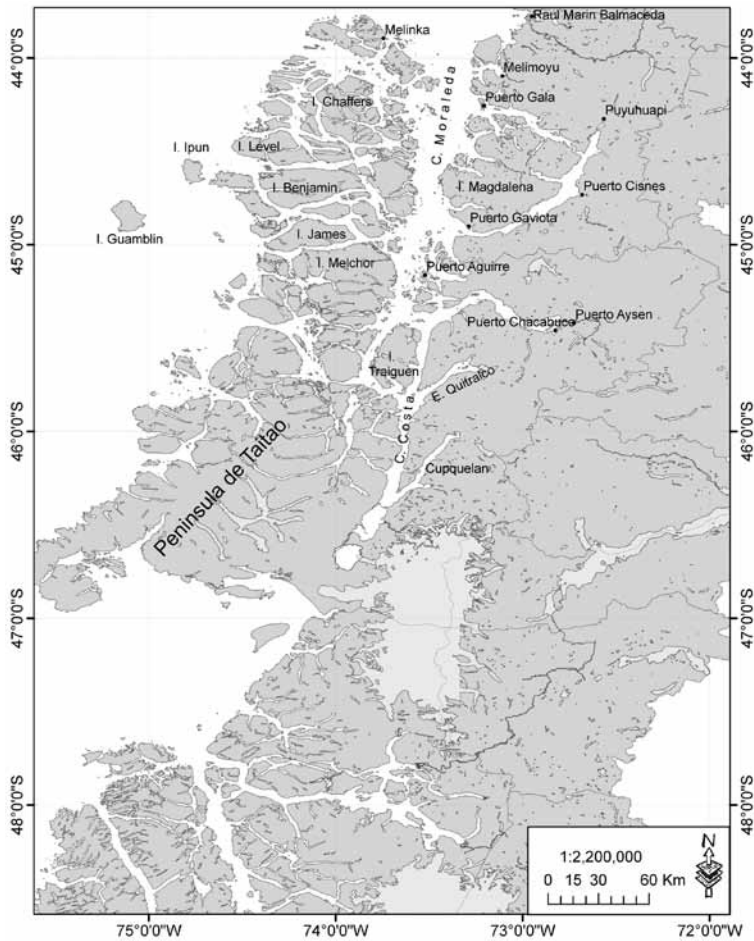 Raul Marin Balmaceda
Melinka
44°0'0"S
44°0'0"S
Melimoyu
C. Moraleda
Puerto Gala
I. Chaffers
Puyuhuapi
I. Ipun
I. Level
I. Benjamin
I. Magdalena
Puerto Cisnes
Puerto Gaviota
I. Guamblin
I. James
45°0'0"S
45°0'0"S
I. Melchor
Puerto Aguirre
Puerto Aysen
Puerto Chacabuco
I.
Traiguen
E. Quitralco
C. Costa
46°0'0"S
46°0'0"S
Peninsula de Taitao
Cupquelan
47°0'0"S
47°0'0"S
48°0'0"S
48°0'0"S
N
1:2,200,000
0 15 30 60 Km
75°0'0"W 74°0'0"W 73°0'0"W 72°0'0"W